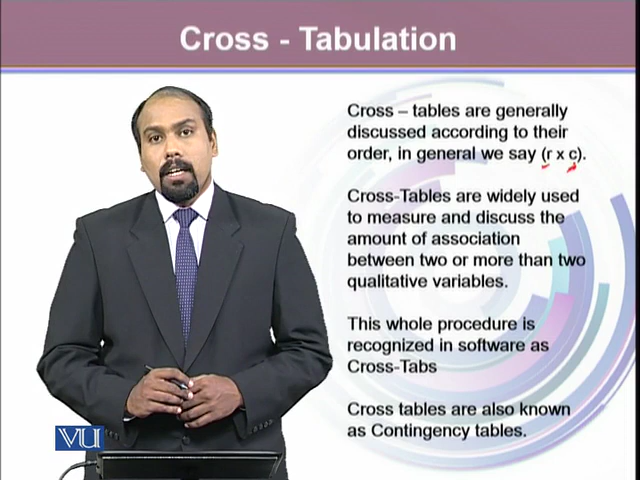 Cross - Tabulation
Cross – tables are generally
discussed according to their
order, in general we say (r x c).
Cross-Tables are widely used
to measure and discuss the
amount of association
between two or more than two
qualitative variables.
This whole procedure is
recognized in software as
Cross-Tabs
Cross tables are also known
as Contingency tables.
VU